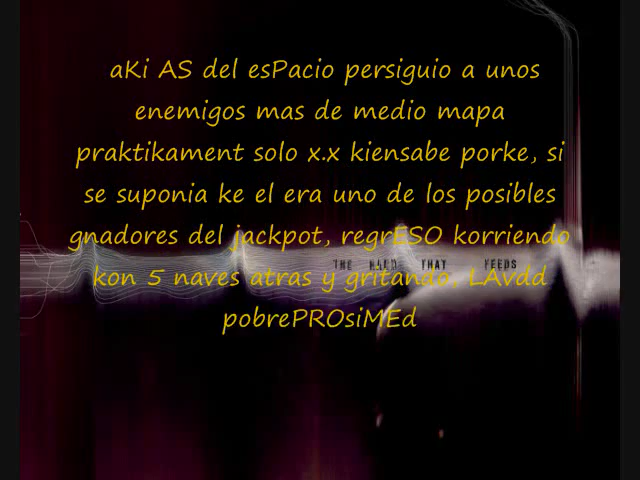 aKi AS del esPacio persiguio a unos
enemigos mas de medio mapa
praktikament solo x.x kiensabe porke, si
se suponia ke el era uno de los posibles
gnadores del jackpot, regrESO korriendo
THE HAND THAT FEEDS
kon 5 naves atras y gritando, LAvdd
pobrePROsiMEd